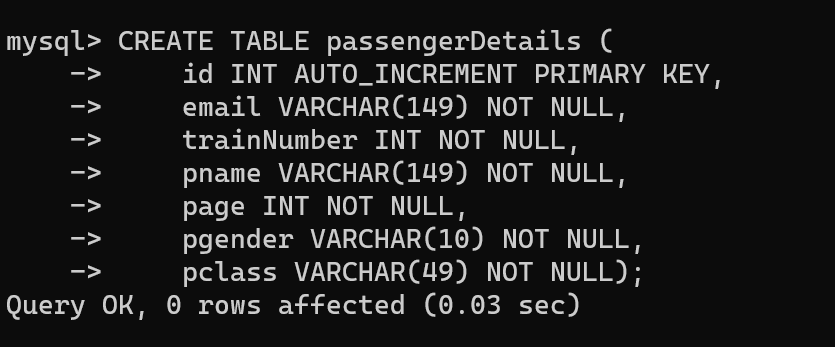 mysql> CREATE TABLE passengerDetails (
    ->     id INT AUTO_INCREMENT PRIMARY KEY,
    ->     email VARCHAR(149) NOT NULL,
    ->     trainNumber INT NOT NULL,
    ->     pname VARCHAR(149) NOT NULL,
    ->     page INT NOT NULL,
    ->     pgender VARCHAR(10) NOT NULL,
    ->     pclass VARCHAR(49) NOT NULL);
Query OK, 0 rows affected (0.03 sec)